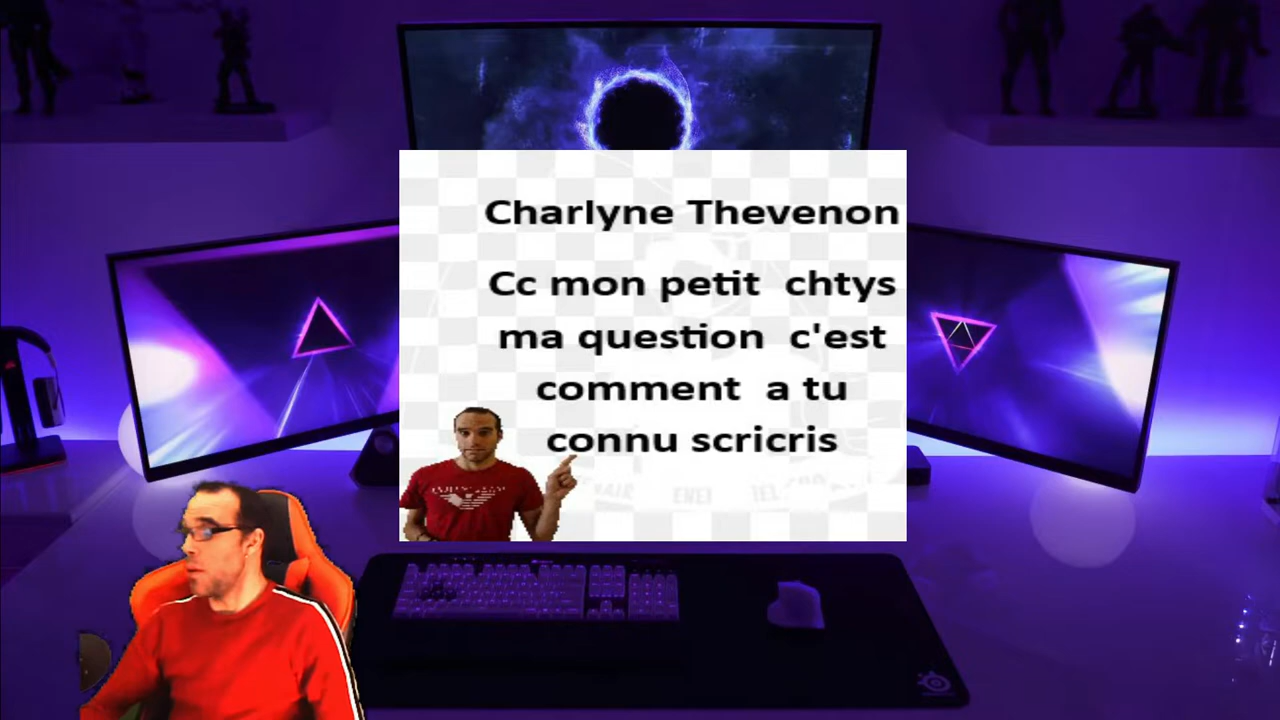 Charlyne Thevenon
Cc mon petit chtys
ma question c'est
comment a tu
connu scricris